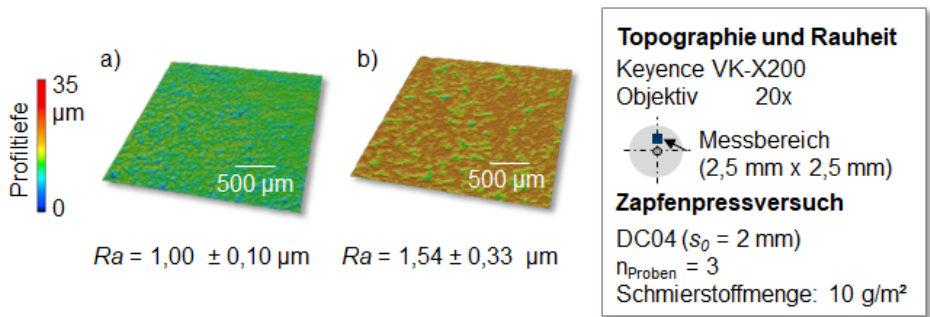 35
µm
0
Profiltiefe
a)
500 µm
Ra = 1,00 ± 0,10 µm
b)
500 µm
Ra = 1,54 ± 0,33 µm
Topographie und Rauheit
Keyence VK-X200
Objektiv 20x
Messbereich
(2,5 mm x 2,5 mm)
Zapfenpressversuch
DC04 (s₀ = 2 mm)
nProben = 3
Schmierstoffmenge: 10 g/m²